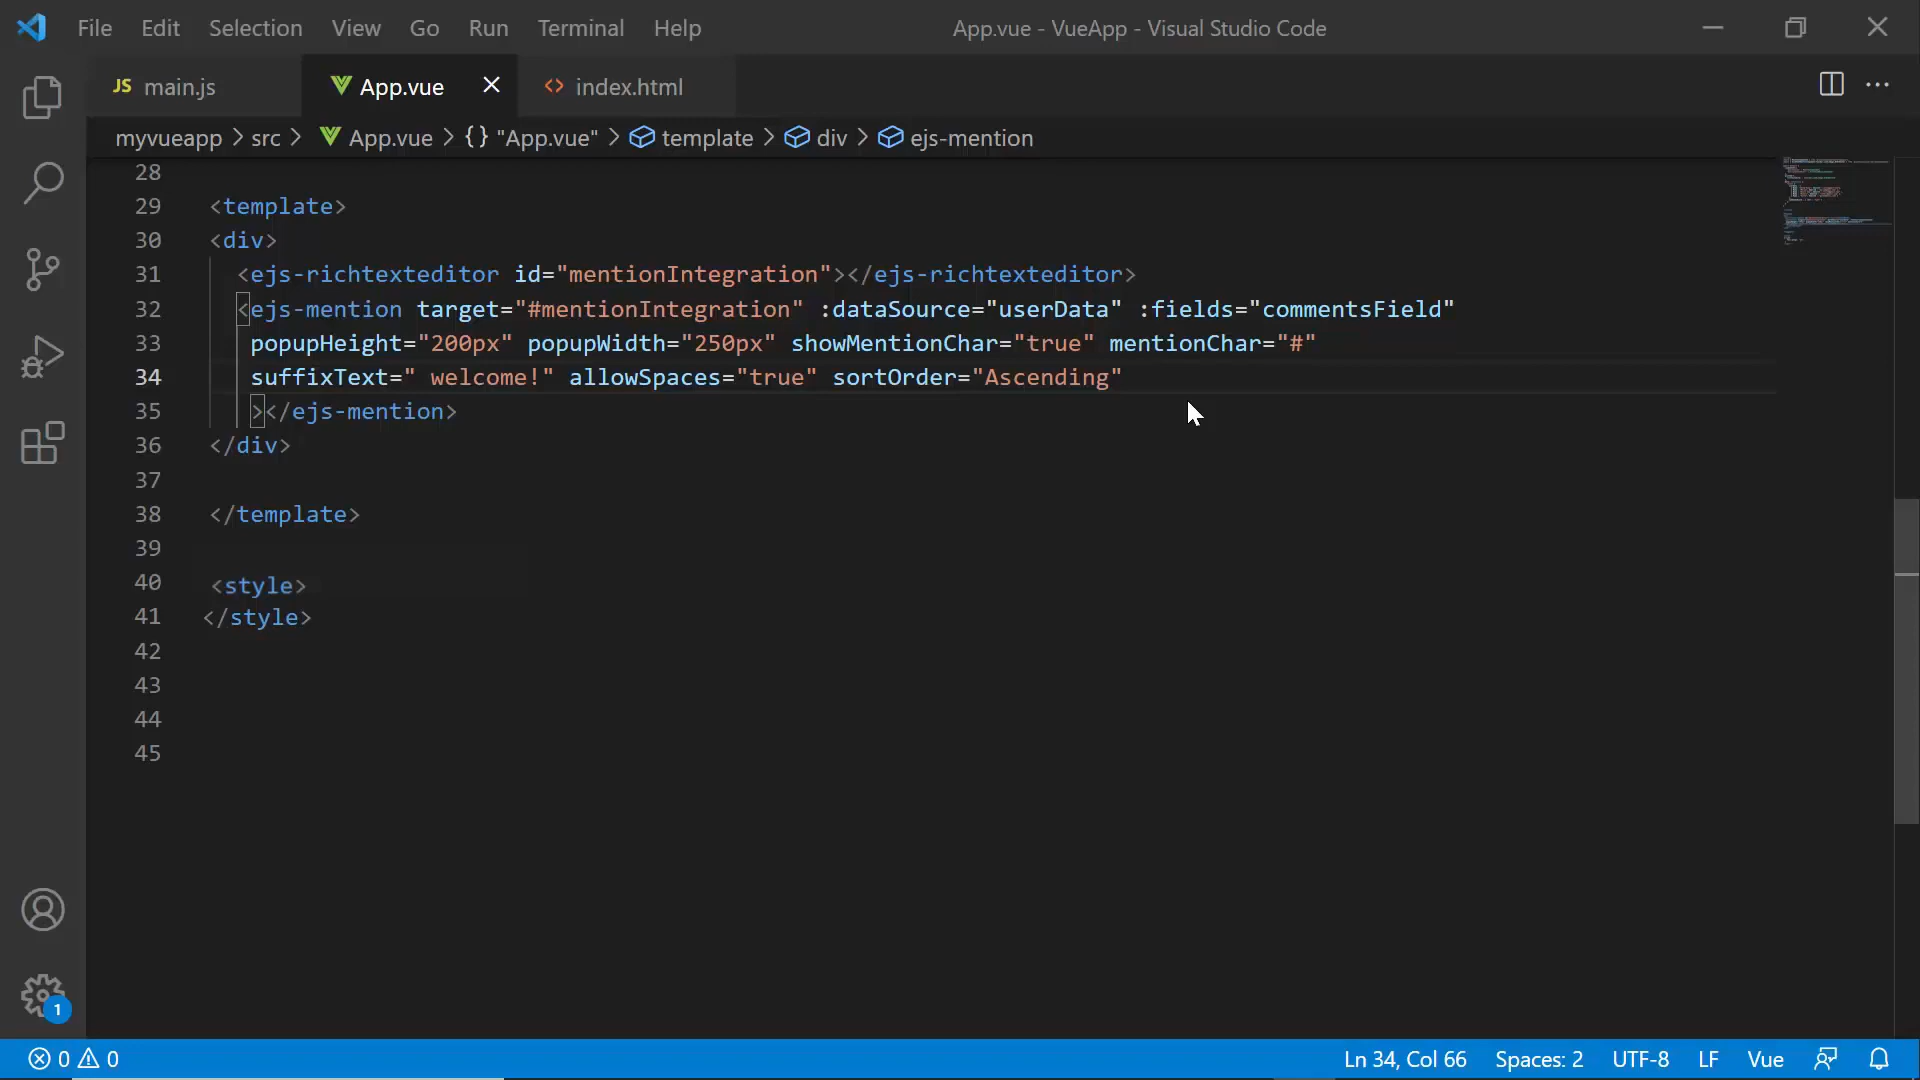 File Edit Selection View Go Run Terminal Help App.vue - VueApp - Visual Studio Code
JS main.js App.vue index.html
myvueapp > src > App.vue > {} "App.vue" > template > div > ejs-mention
28
29 <template>
30 <div>
31 <ejs-richtexteditor id="mentionIntegration"></ejs-richtexteditor>
32 <ejs-mention target="#mentionIntegration" :dataSource="userData" :fields="commentsField"
33 popupHeight="200px" popupWidth="250px" showMentionChar="true" mentionChar="#"
34 suffixText=" welcome!" allowSpaces="true" sortOrder="Ascending"
35 ></ejs-mention>
36 </div>
37
38 </template>
39
40 <style>
41 </style>
42
43
44
45
1
0 0 Ln 34, Col 66 Spaces: 2 UTF-8 LF Vue